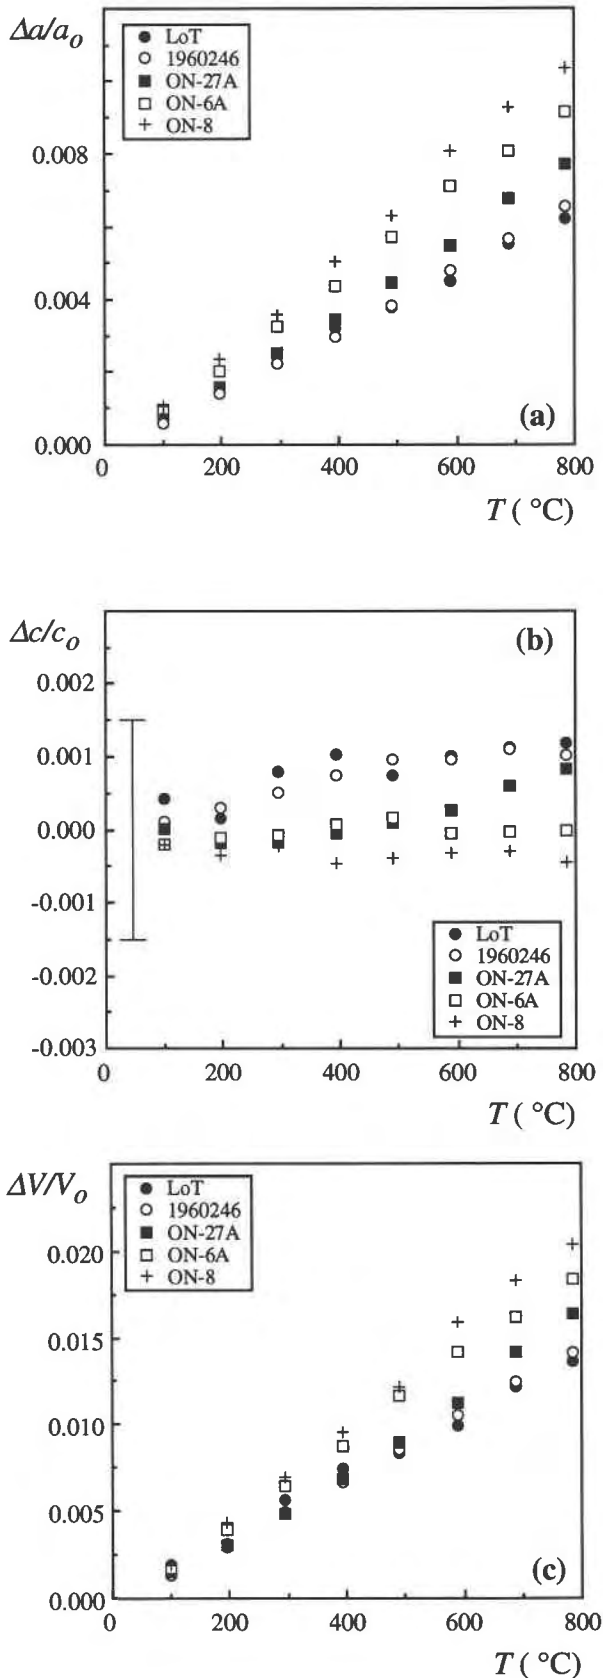 Δa/a₀
LoT
1960246
ON-27A
ON-6A
ON-8
0.008
0.004
0.000
(a)
0 200 400 600 800
T ( °C)
Δc/c₀
(b)
0.002
0.001
0.000
-0.001
-0.002
-0.003
LoT
1960246
ON-27A
ON-6A
ON-8
0 200 400 600 800
T ( °C)
ΔV/V₀
LoT
1960246
ON-27A
ON-6A
ON-8
0.020
0.015
0.010
0.005
0.000
(c)
0 200 400 600 800
T ( °C)